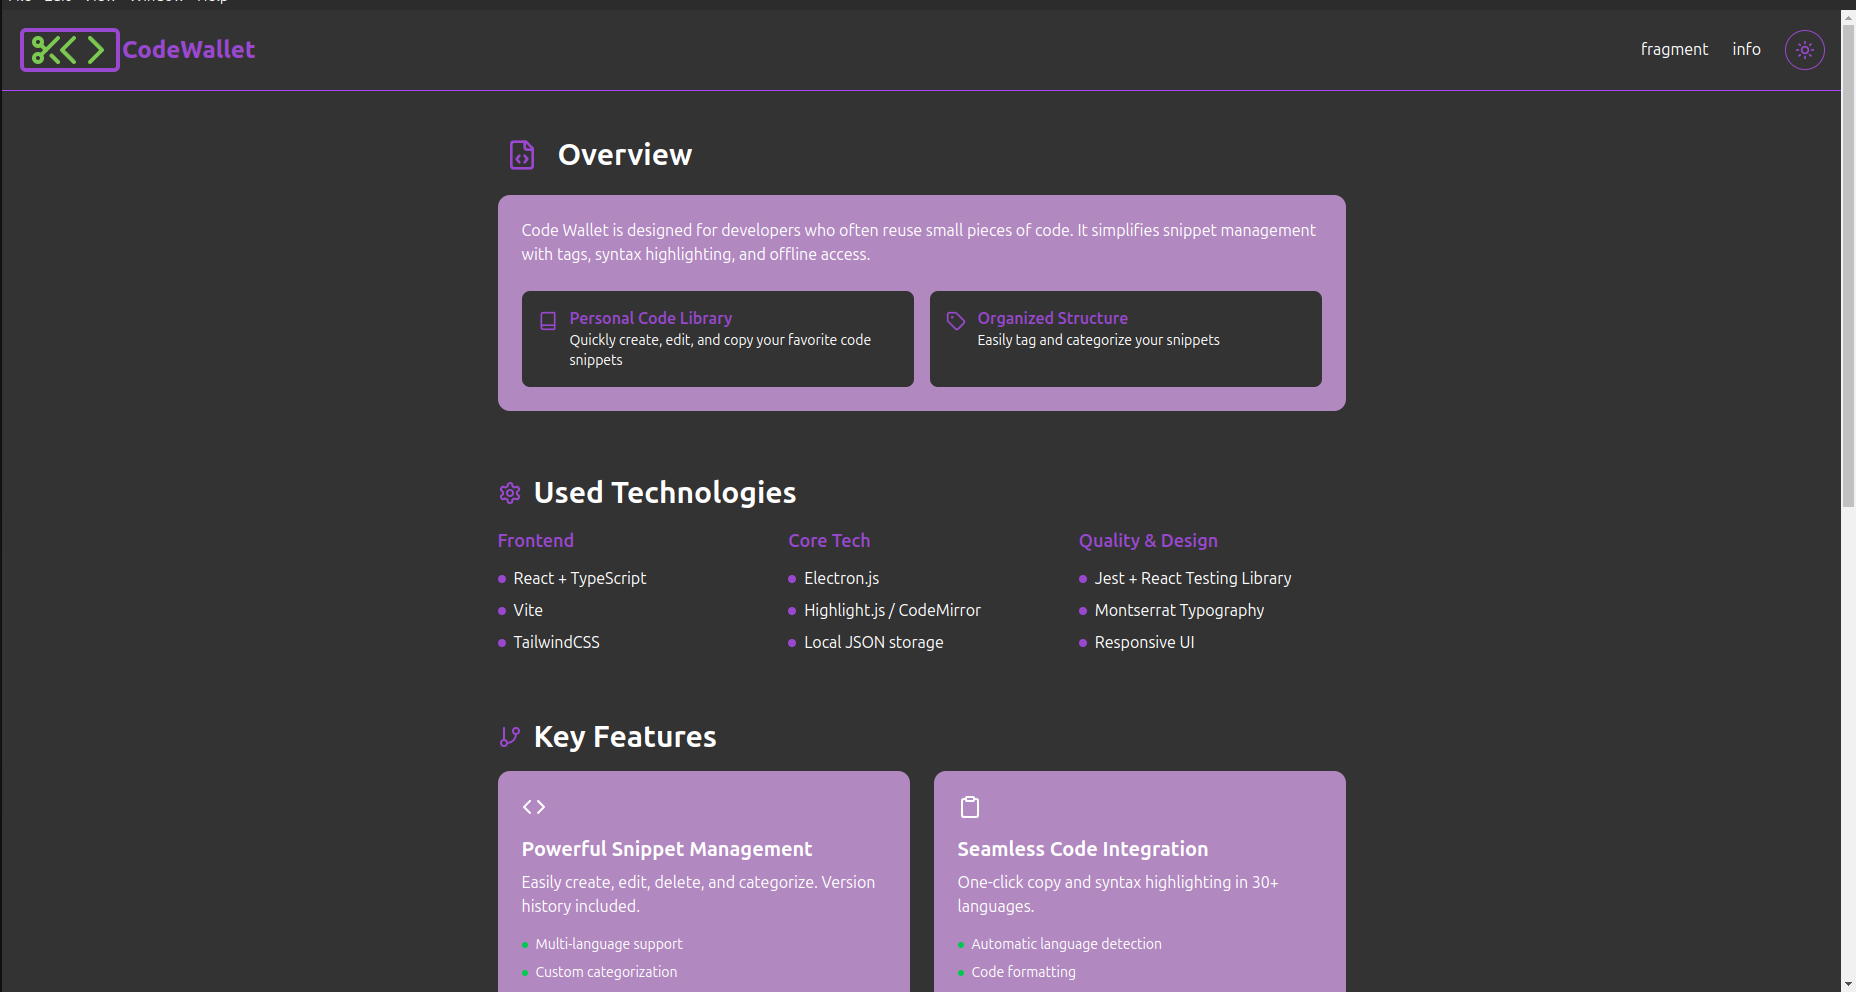 CodeWallet
fragment info
Overview
Code Wallet is designed for developers who often reuse small pieces of code. It simplifies snippet management
with tags, syntax highlighting, and offline access.
Personal Code Library
Quickly create, edit, and copy your favorite code
snippets
Organized Structure
Easily tag and categorize your snippets
Used Technologies
Frontend
React + TypeScript
Vite
TailwindCSS
Core Tech
Electron.js
Highlight.js / CodeMirror
Local JSON storage
Quality & Design
Jest + React Testing Library
Montserrat Typography
Responsive UI
Key Features
Powerful Snippet Management
Easily create, edit, delete, and categorize. Version
history included.
Multi-language support
Custom categorization
Seamless Code Integration
One-click copy and syntax highlighting in 30+
languages.
Automatic language detection
Code formatting